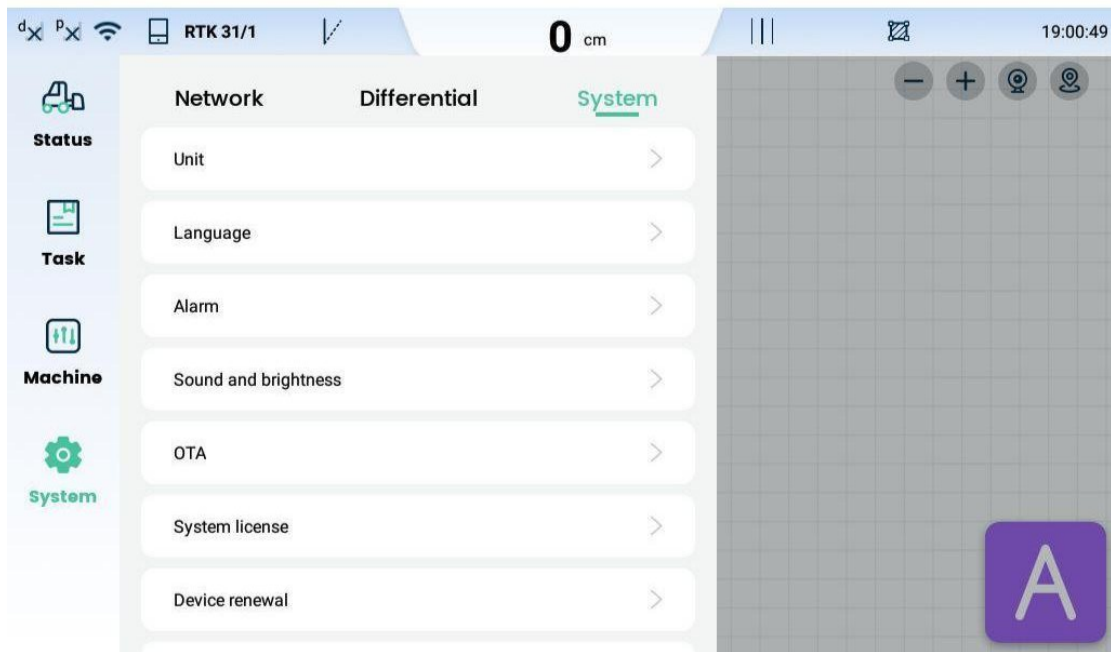 d P RTK 31/1 0 cm 19:00:49
Network Differential System
Status
Unit
Language
Task
Alarm
Machine
Sound and brightness
OTA
System
System license
Device renewal
A